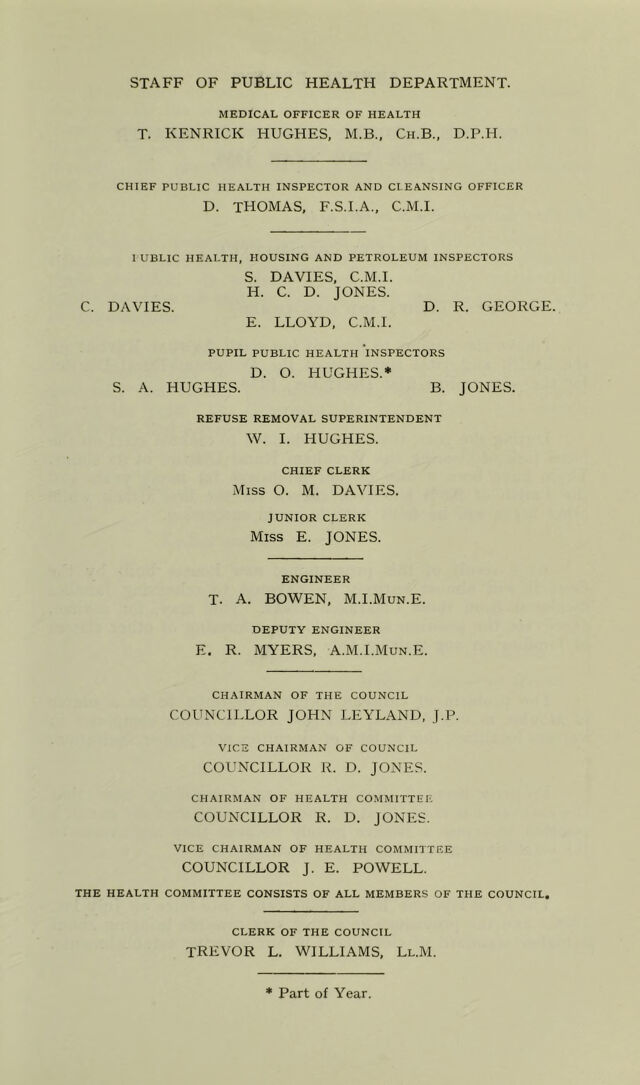 STAFF OF PUBLIC HEALTH DEPARTMENT.
MEDICAL OFFICER OF HEALTH
T. KENRICK HUGHES, M.B., CH.B., D.P.H.
CHIEF PUBLIC HEALTH INSPECTOR AND CLEANSING OFFICER
D. THOMAS, F.S.I.A., C.M.I.
PUBLIC HEALTH, HOUSING AND PETROLEUM INSPECTORS
S. DAVIES, C.M.I.
H. C. D. JONES.
C. DAVIES. D. R. GEORGE.
E. LLOYD, C.M.I.
PUPIL PUBLIC HEALTH INSPECTORS
D. O. HUGHES.*
S. A. HUGHES. B. JONES.
REFUSE REMOVAL SUPERINTENDENT
W. I. HUGHES.
CHIEF CLERK
MISS O. M. DAVIES.
JUNIOR CLERK
MISS E. JONES.
ENGINEER
T. A. BOWEN, M.I.MUN.E.
DEPUTY ENGINEER
E. R. MYERS, A.M.I.MUN.E.
CHAIRMAN OF THE COUNCIL
COUNCILLOR JOHN LEYLAND, J.P.
VICE CHAIRMAN OF COUNCIL
COUNCILLOR R. D. JONES.
CHAIRMAN OF HEALTH COMMITTEE
COUNCILLOR R. D. JONES.
VICE CHAIRMAN OF HEALTH COMMITTEE
COUNCILLOR J. E. POWELL.
THE HEALTH COMMITTEE CONSISTS OF ALL MEMBERS OF THE COUNCIL.
CLERK OF THE COUNCIL
TREVOR L. WILLIAMS, LL.M.
* Part of Year.